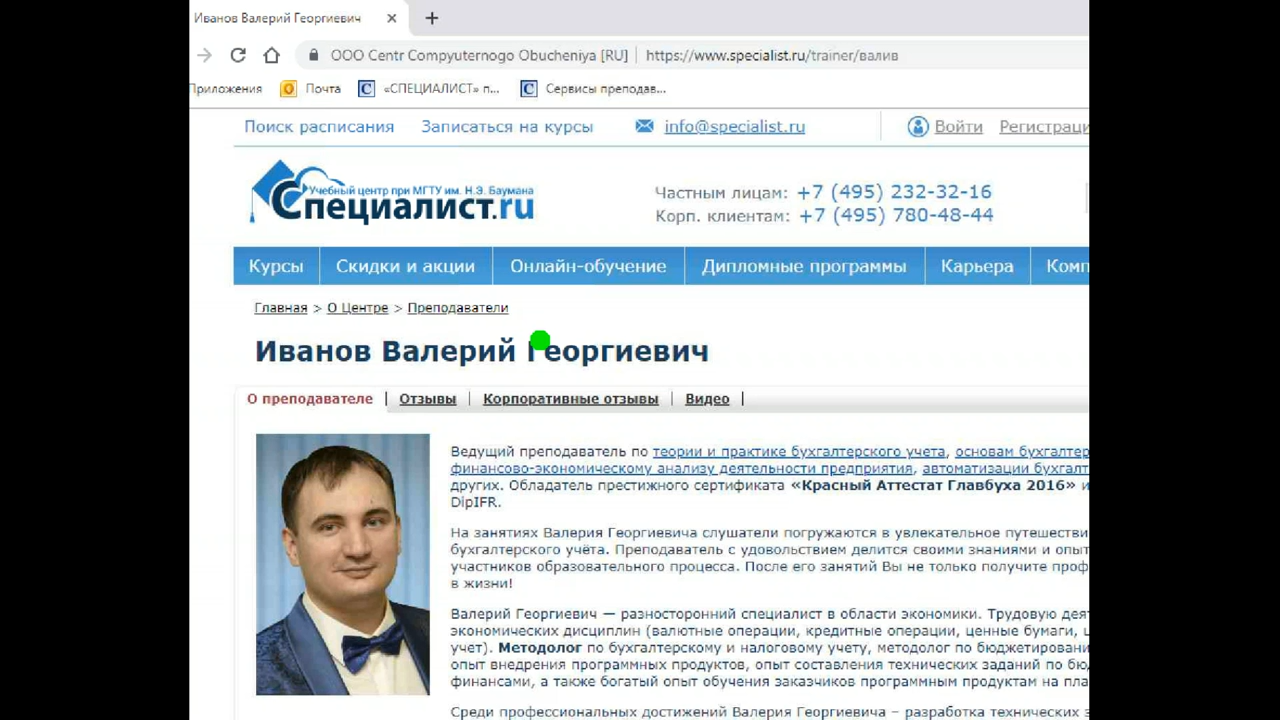 Иванов Валерий Георгиевич
OOO Centr Compyuternogo Obucheniya [RU] | https://www.specialist.ru/trainer/валив
Приложения Почта «СПЕЦИАЛИСТ» п... Сервисы преподав...
Поиск расписания Записаться на курсы info@specialist.ru Войти Регистраци
Учебный центр при МГТУ им. Н.Э. Баумана
Специалист.ru
Частным лицам: +7 (495) 232-32-16
Корп. клиентам: +7 (495) 780-48-44
Курсы Скидки и акции Онлайн-обучение Дипломные программы Карьера Комп
Главная > О Центре > Преподаватели
Иванов Валерий Георгиевич
О преподавателе | Отзывы | Корпоративные отзывы | Видео |
Ведущий преподаватель по теории и практике бухгалтерского учета, основам бухгалтер
финансово-экономическому анализу деятельности предприятия, автоматизации бухгалт
других. Обладатель престижного сертификата «Красный Аттестат Главбуха 2016» и
DipIFR.
На занятиях Валерия Георгиевича слушатели погружаются в увлекательное путешестви
бухгалтерского учёта. Преподаватель с удовольствием делится своими знаниями и опыт
участников образовательного процесса. После его занятий Вы не только получите проф
в жизни!
Валерий Георгиевич — разносторонний специалист в области экономики. Трудовую дея
экономических дисциплин (валютные операции, кредитные операции, ценные бумаги, ц
учет). Методолог по бухгалтерскому и налоговому учету, методолог по бюджетировани
опыт внедрения программных продуктов, опыт составления технических заданий по бю
финансами, а также богатый опыт обучения заказчиков программным продуктам на пла
Среди профессиональных достижений Валерия Георгиевича – разработка технических з